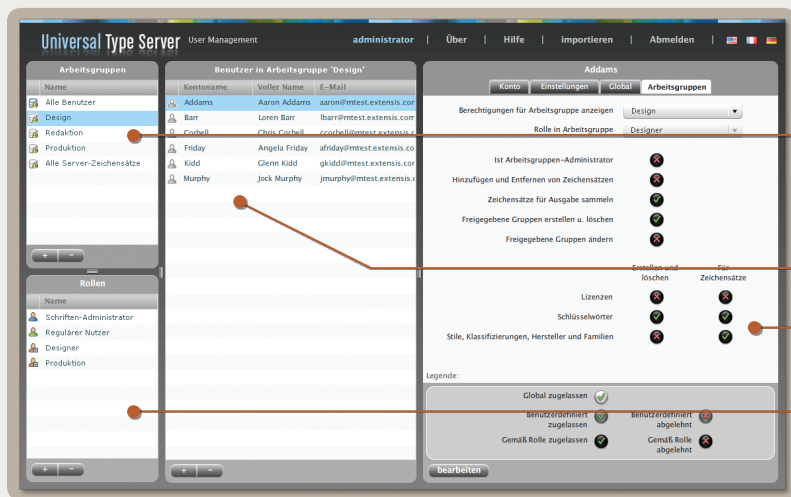 Universal Type Server User Management administrator | Über | Hilfe | importieren | Abmelden |
Arbeitsgruppen
Name
Alle Benutzer
Design
Redaktion
Produktion
Alle Server-Zeichensätze
+ -
Rollen
Name
Schriften-Administrator
Regulärer Nutzer
Designer
Produktion
+ -
Benutzer in Arbeitsgruppe 'Design'
Kontoname Voller Name E-Mail
Addams Aaron Addams aaron@mtest.extensis.com
Barr Loren Barr lbarr@mtest.extensis.com
Corbell Chris Corbell ccorbell@mtest.extensis.c
Friday Angela Friday afriday@mtest.extensis.co
Kidd Glenn Kidd gkidd@mtest.extensis.com
Murphy Jock Murphy jmurphy@mtest.extensis.c
+ -
Addams
Konto Einstellungen Global Arbeitsgruppen
Berechtigungen für Arbeitsgruppe anzeigen Design
Rolle in Arbeitsgruppe Designer
Ist Arbeitsgruppen-Administrator
Hinzufügen und Entfernen von Zeichensätzen
Zeichensätze für Ausgabe sammeln
Freigegebene Gruppen erstellen u. löschen
Freigegebene Gruppen ändern
Erstellen und löschen
Für Zeichensätze
Lizenzen
Schlüsselwörter
Stile, Klassifizierungen, Hersteller und Familien
Legende:
Global zugelassen
Benutzerdefiniert zugelassen
Benutzerdefiniert abgelehnt
Gemäß Rolle zugelassen
Gemäß Rolle abgelehnt
bearbeiten